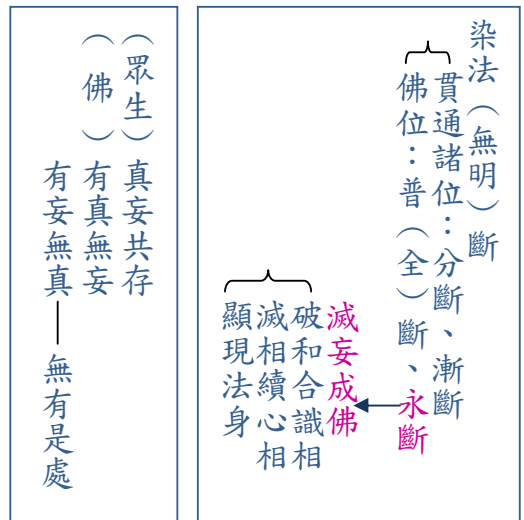 染法（無明）斷
貫通諸位：分斷、漸斷
佛位：普（全）斷、永斷
滅妄成佛
破和合識相
滅相續心相
顯現法身
（眾生）真妄共存
（佛）有真無妄
有妄無真——無有是處